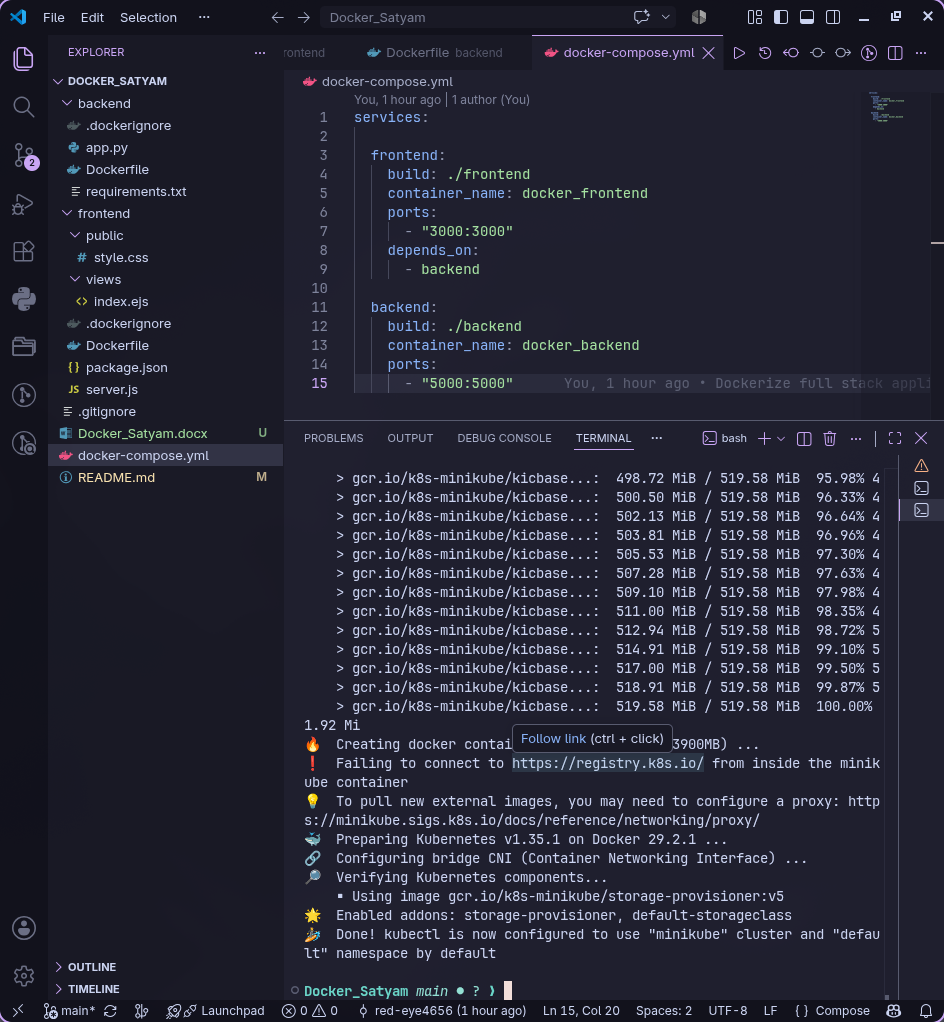 File Edit Selection ··· Docker_Satyam
EXPLORER ···
DOCKER_SATYAM
backend
.dockerignore
app.py
Dockerfile
requirements.txt
frontend
public
# style.css
views
<> index.ejs
.dockerignore
Dockerfile
{} package.json
JS server.js
.gitignore
Docker_Satyam.docx U
docker-compose.yml
README.md M
OUTLINE
TIMELINE
2
rontend Dockerfile backend docker-compose.yml
docker-compose.yml
You, 1 hour ago | 1 author (You)
1 services:
2
3 frontend:
4 build: ./frontend
5 container_name: docker_frontend
6 ports:
7 - "3000:3000"
8 depends_on:
9 - backend
10
11 backend:
12 build: ./backend
13 container_name: docker_backend
14 ports:
15 - "5000:5000" You, 1 hour ago • Dockerize full stack appli
PROBLEMS OUTPUT DEBUG CONSOLE TERMINAL ··· bash
> gcr.io/k8s-minikube/kicbase...: 498.72 MiB / 519.58 MiB 95.98% 4
> gcr.io/k8s-minikube/kicbase...: 500.50 MiB / 519.58 MiB 96.33% 4
> gcr.io/k8s-minikube/kicbase...: 502.13 MiB / 519.58 MiB 96.64% 4
> gcr.io/k8s-minikube/kicbase...: 503.81 MiB / 519.58 MiB 96.96% 4
> gcr.io/k8s-minikube/kicbase...: 505.53 MiB / 519.58 MiB 97.30% 4
> gcr.io/k8s-minikube/kicbase...: 507.28 MiB / 519.58 MiB 97.63% 4
> gcr.io/k8s-minikube/kicbase...: 509.10 MiB / 519.58 MiB 97.98% 4
> gcr.io/k8s-minikube/kicbase...: 511.00 MiB / 519.58 MiB 98.35% 4
> gcr.io/k8s-minikube/kicbase...: 512.94 MiB / 519.58 MiB 98.72% 5
> gcr.io/k8s-minikube/kicbase...: 514.91 MiB / 519.58 MiB 99.10% 5
> gcr.io/k8s-minikube/kicbase...: 517.00 MiB / 519.58 MiB 99.50% 5
> gcr.io/k8s-minikube/kicbase...: 518.91 MiB / 519.58 MiB 99.87% 5
> gcr.io/k8s-minikube/kicbase...: 519.58 MiB / 519.58 MiB 100.00%
1.92 Mi
Follow link (ctrl + click)
🔥 Creating docker contai 3900MB) ...
❗ Failing to connect to https://registry.k8s.io/ from inside the minik
ube container
💡 To pull new external images, you may need to configure a proxy: http
s://minikube.sigs.k8s.io/docs/reference/networking/proxy/
🐳 Preparing Kubernetes v1.35.1 on Docker 29.2.1 ...
🔗 Configuring bridge CNI (Container Networking Interface) ...
🔎 Verifying Kubernetes components...
▪ Using image gcr.io/k8s-minikube/storage-provisioner:v5
🌟 Enabled addons: storage-provisioner, default-storageclass
🏄 Done! kubectl is now configured to use "minikube" cluster and "defau
lt" namespace by default
Docker_Satyam main ● ? ❯
main* Launchpad 0 0 red-eye4656 (1 hour ago) Ln 15, Col 20 Spaces: 2 UTF-8 LF {} Compose